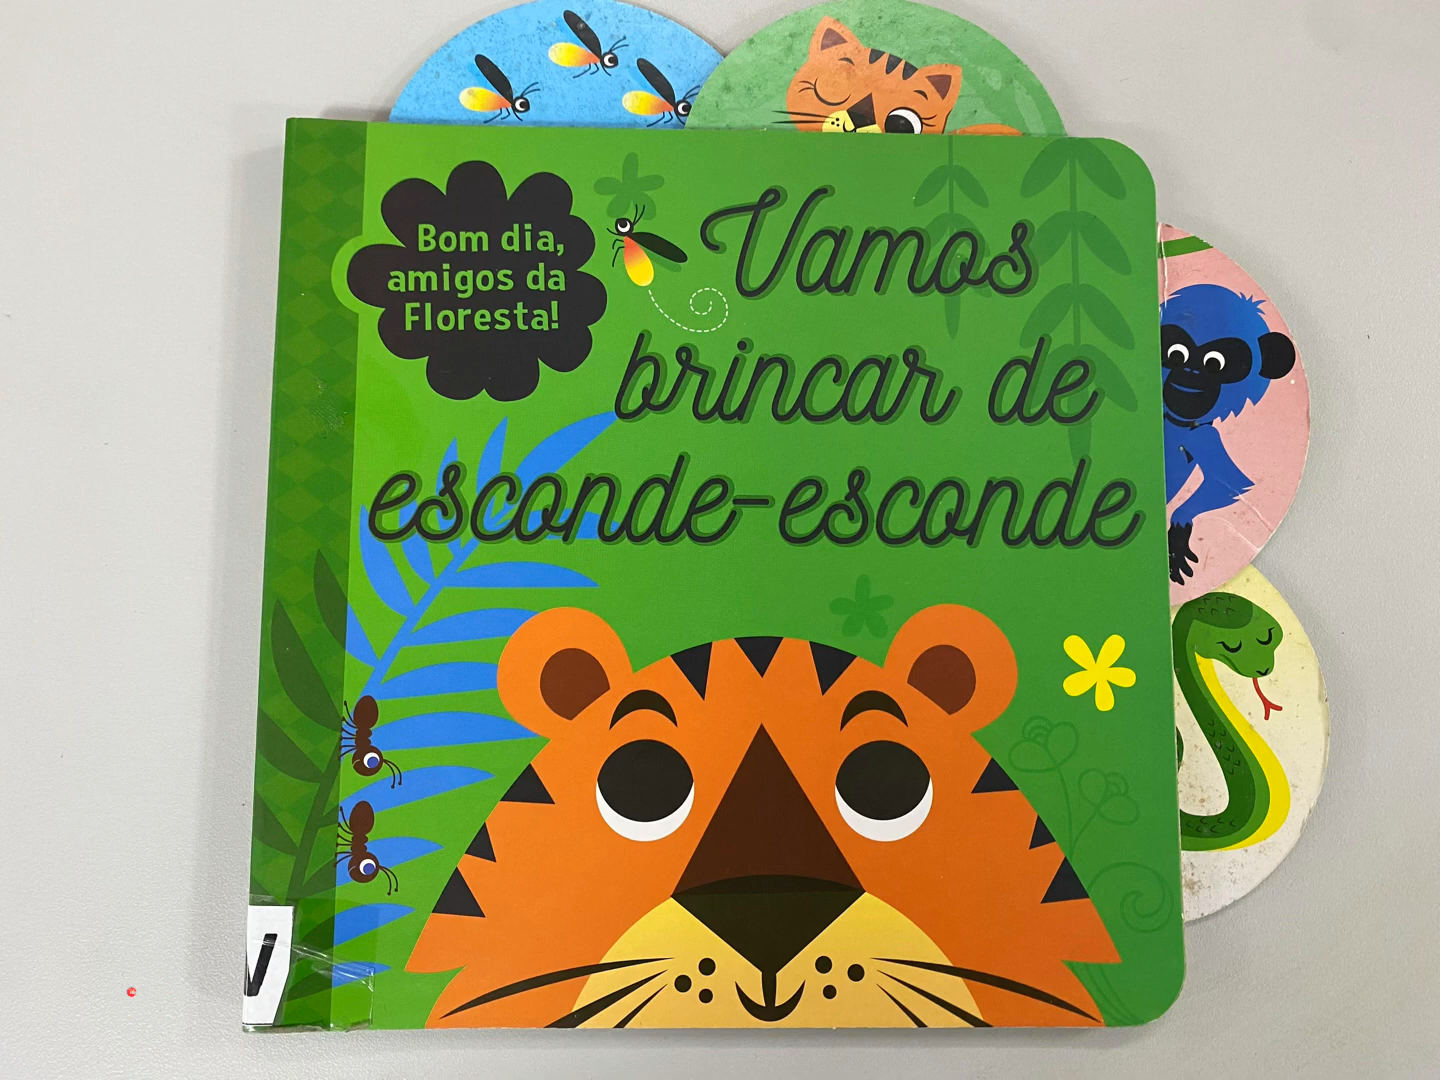 Bom dia,
amigos da
Floresta!
Vamos
brincar de
esconde-esconde
V